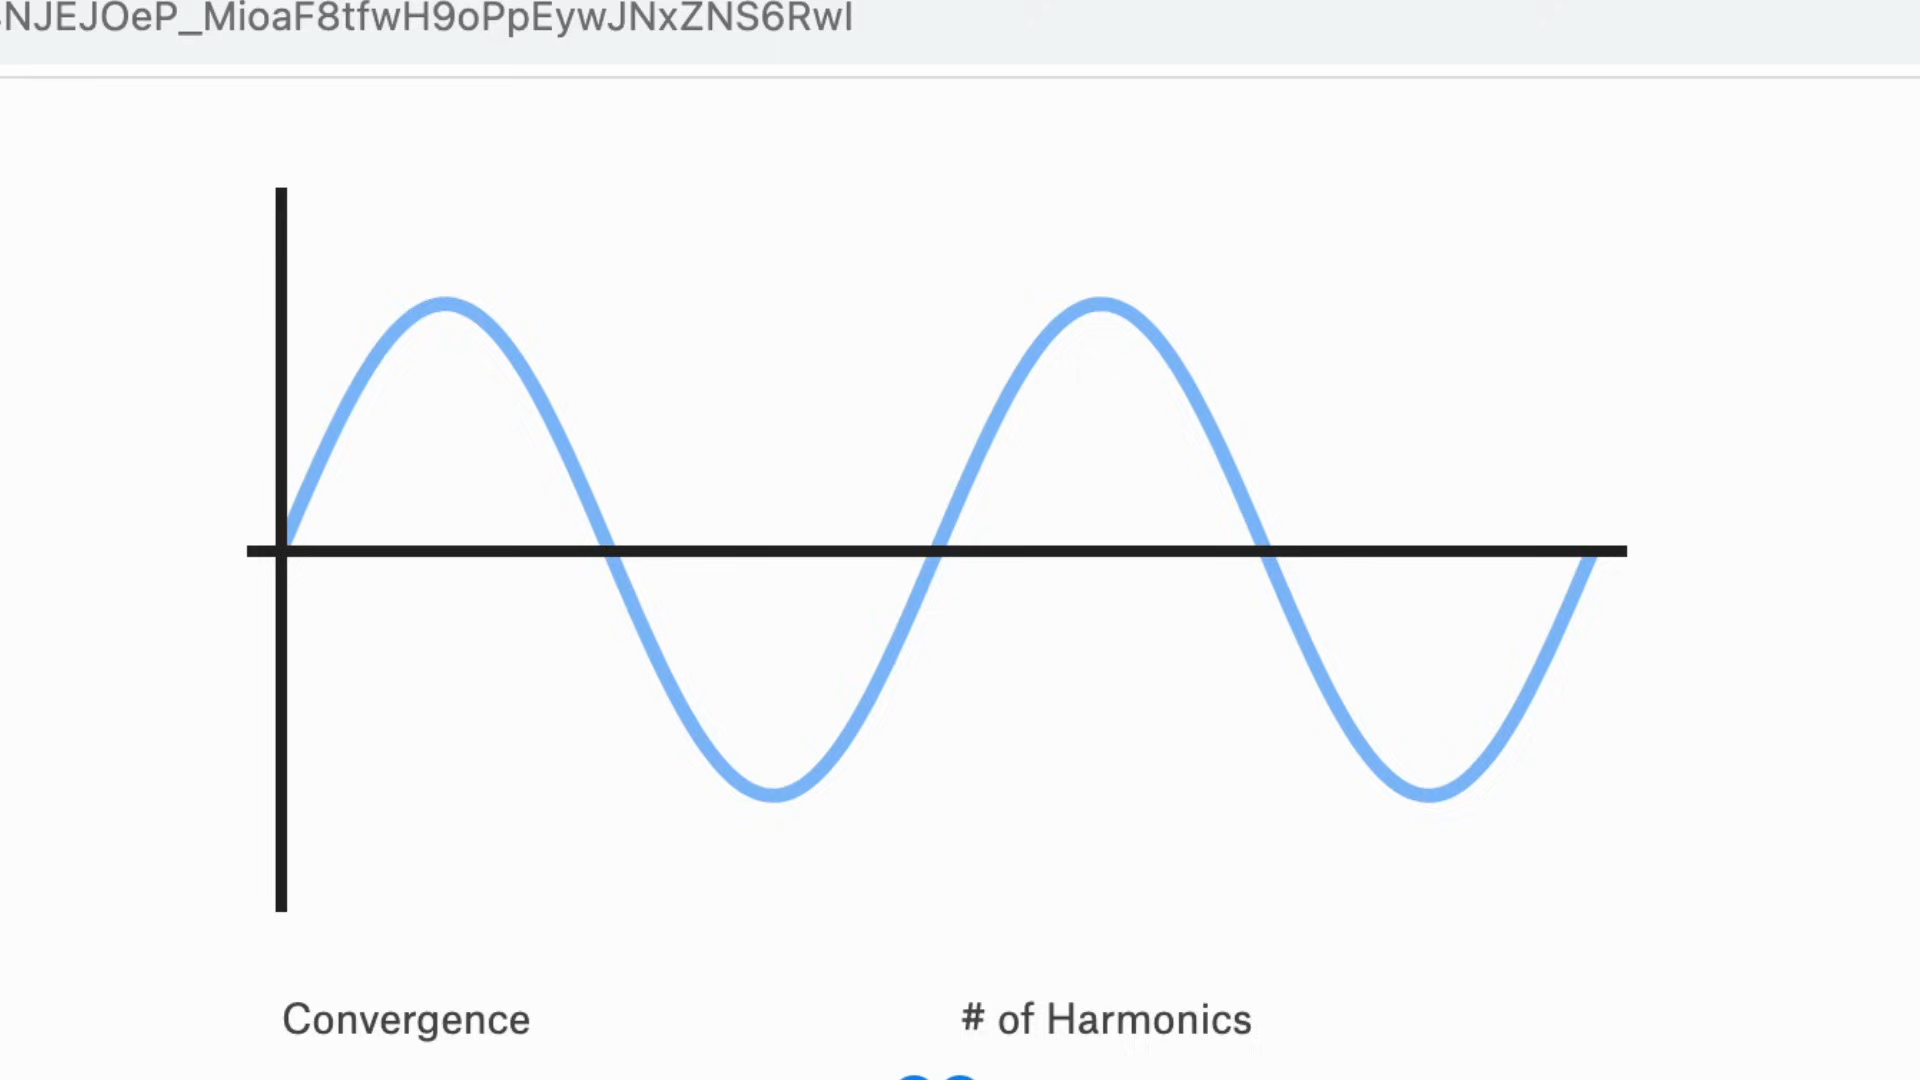 NJEJOeP_MioaF8tfwH9oPpEywJNxZNS6RwI
Convergence
# of Harmonics